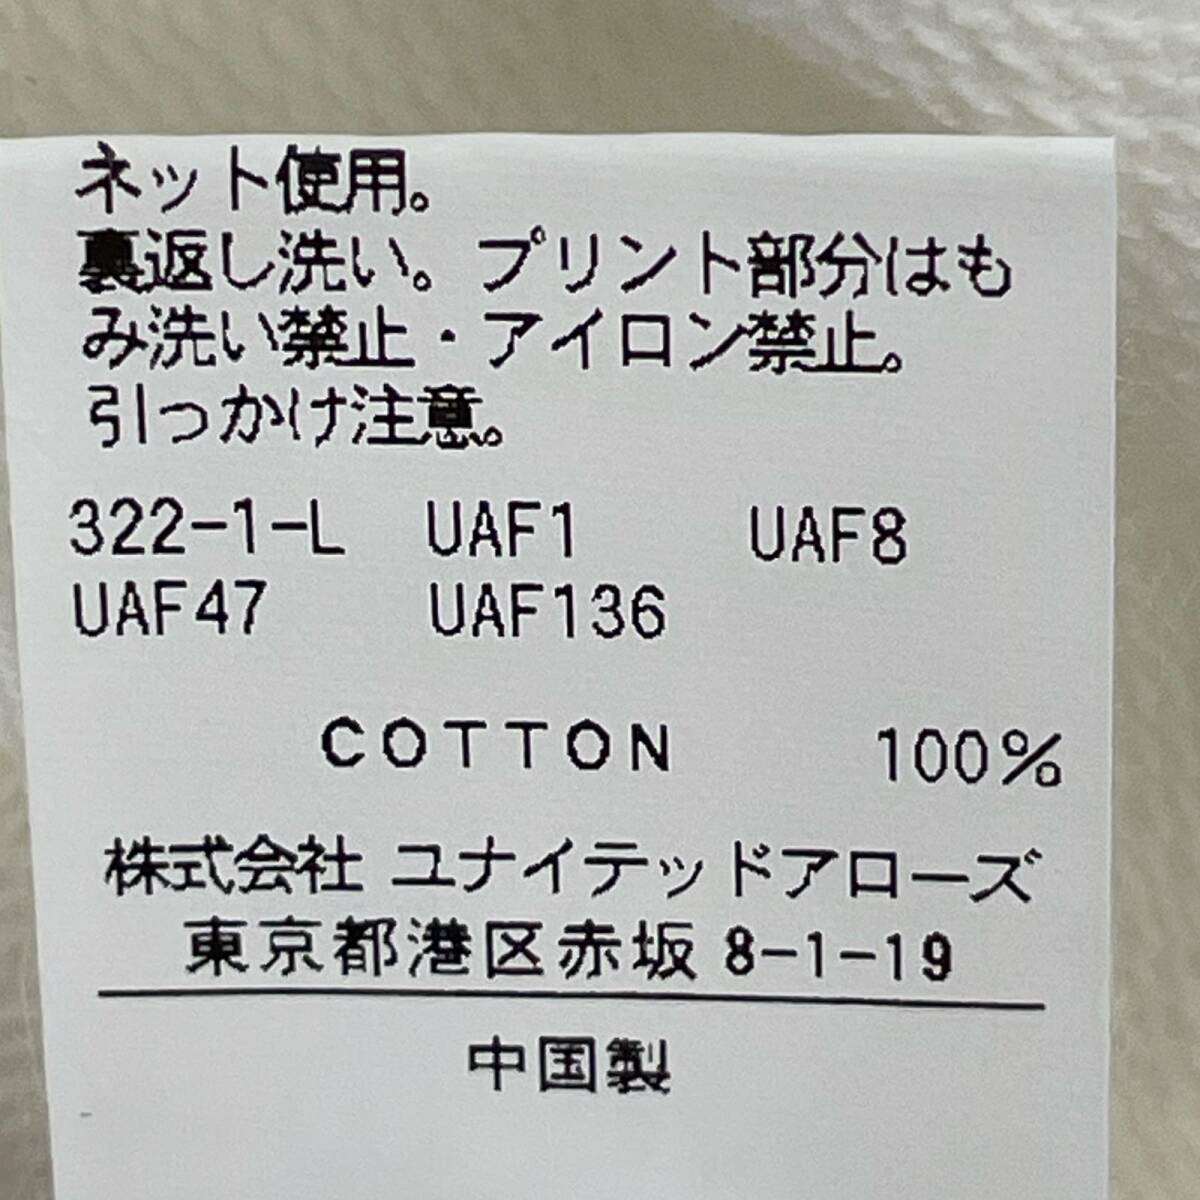 ネット使用。
裏返し洗い。プリント部分はも
み洗い禁止・アイロン禁止。
引っかけ注意。
322-1-L UAF1 UAF8
UAF47 UAF136
COTTON 100%
株式会社 ユナイテッドアローズ
東京都港区赤坂 8-1-19
中国製